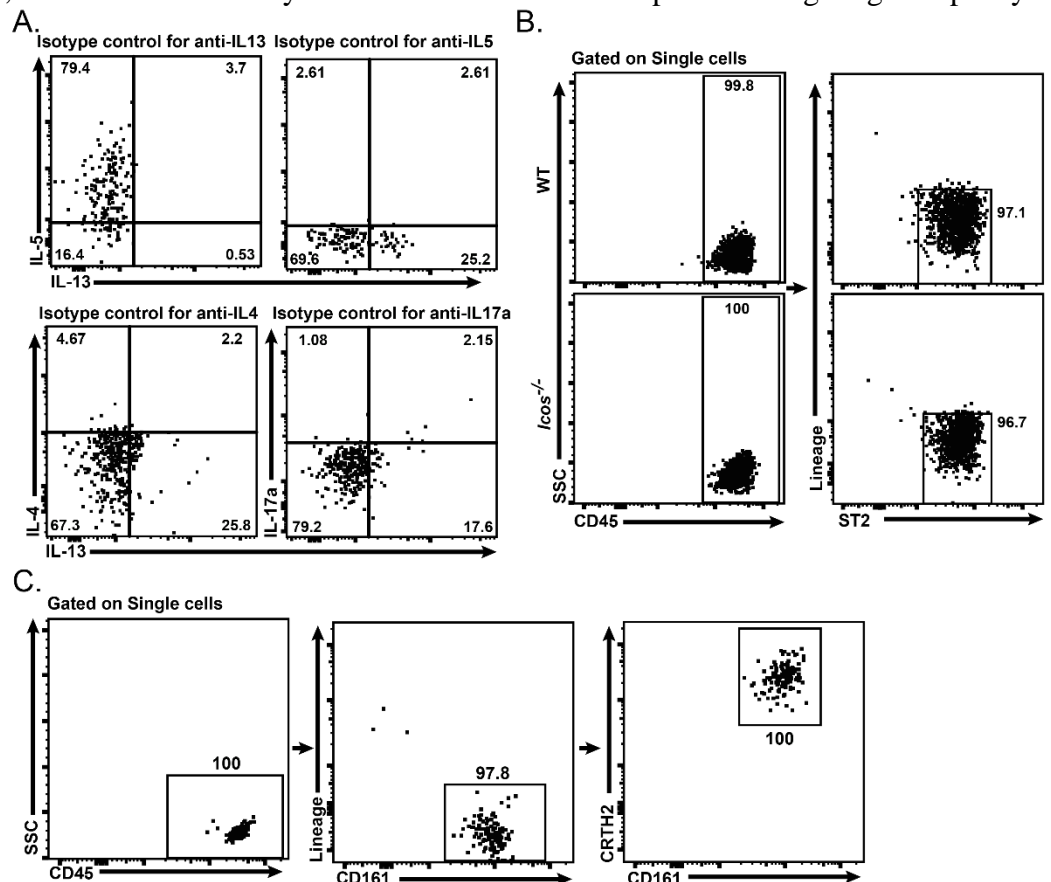 A.
Isotype control for anti-IL13
Isotype control for anti-IL5
79.4
3.7
16.4
0.53
IL-5
IL-13
2.61
2.61
69.6
25.2
Isotype control for anti-IL4
Isotype control for anti-IL17a
4.67
2.2
67.3
25.8
IL-4
IL-13
1.08
2.15
79.2
17.6
IL-17a
B.
Gated on Single cells
WT
99.8
97.1
Icos-/-
100
96.7
SSC
CD45
Lineage
ST2
C.
Gated on Single cells
100
SSC
CD45
97.8
Lineage
CD161
100
CRTH2
CD161